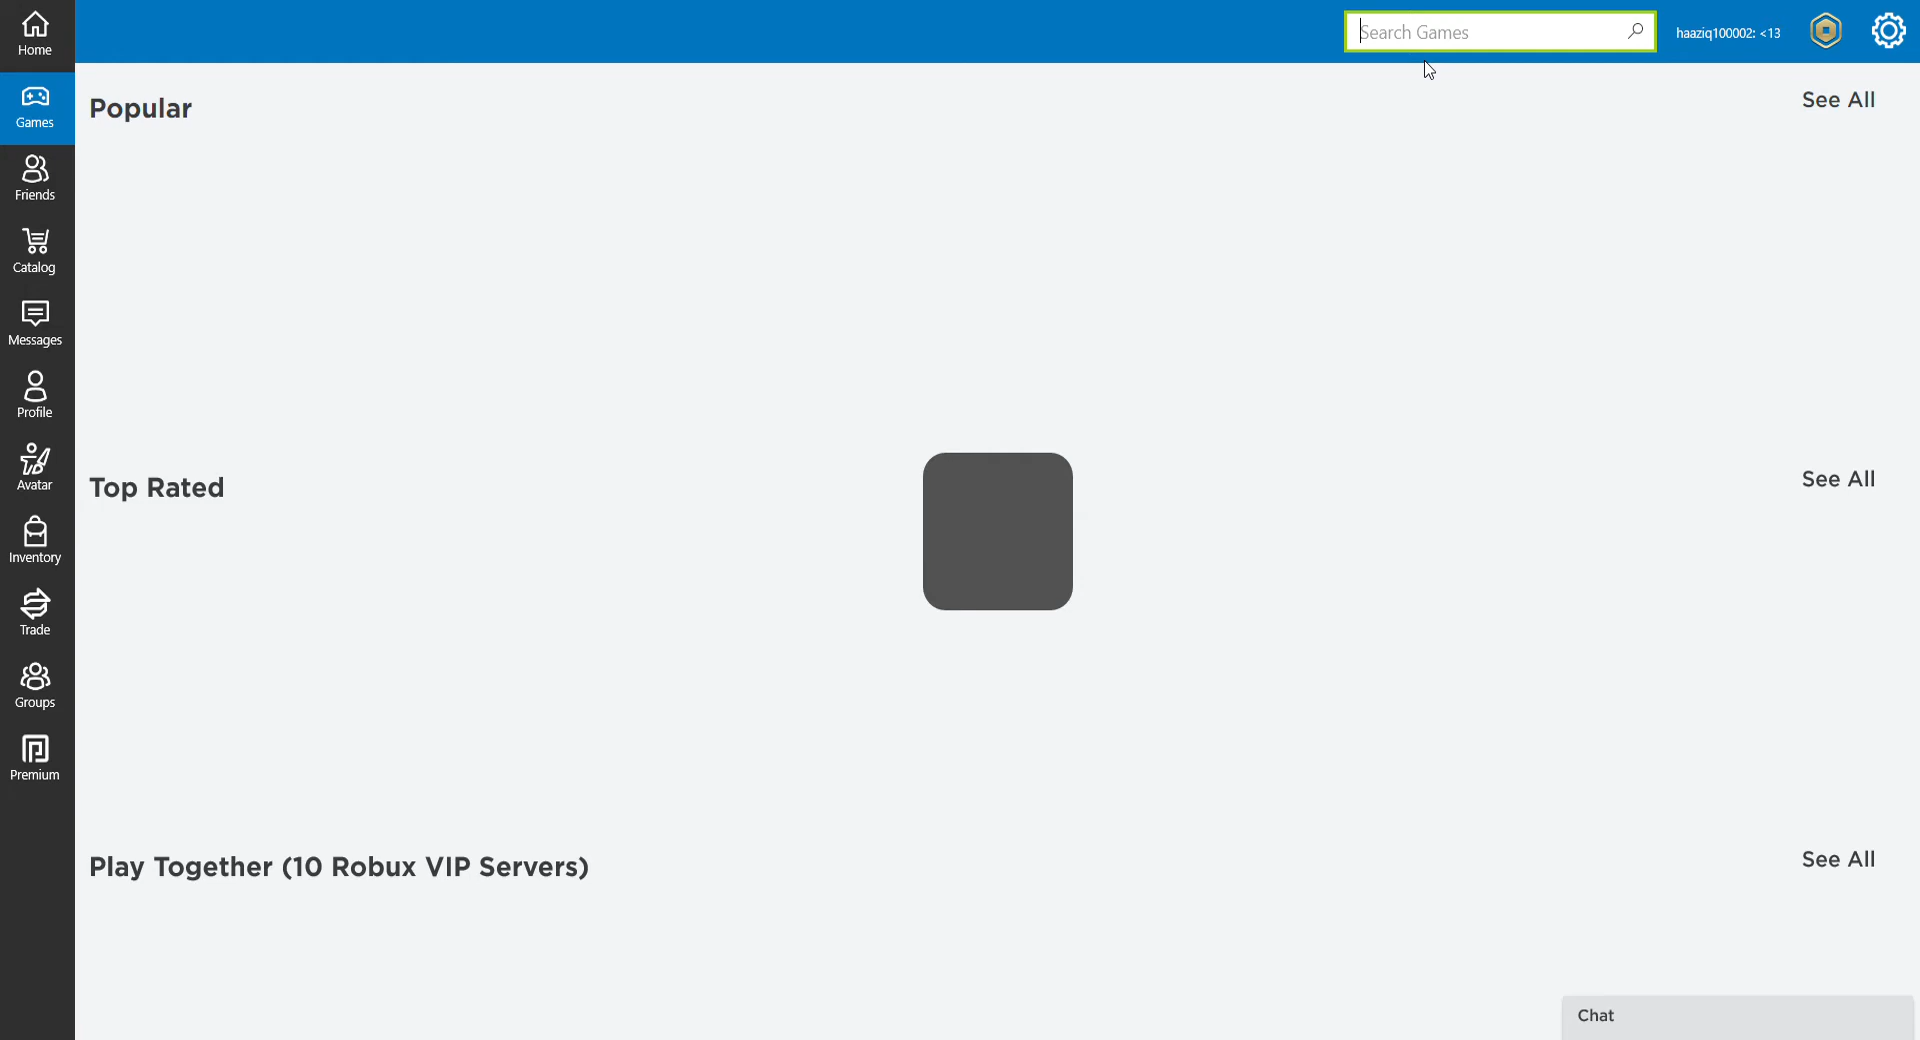 Home
Search Games
haaziq100002: <13
Games
Popular
See All
Friends
Catalog
Messages
Profile
Avatar
Top Rated
See All
Inventory
Trade
Groups
Premium
Play Together (10 Robux VIP Servers)
See All
Chat